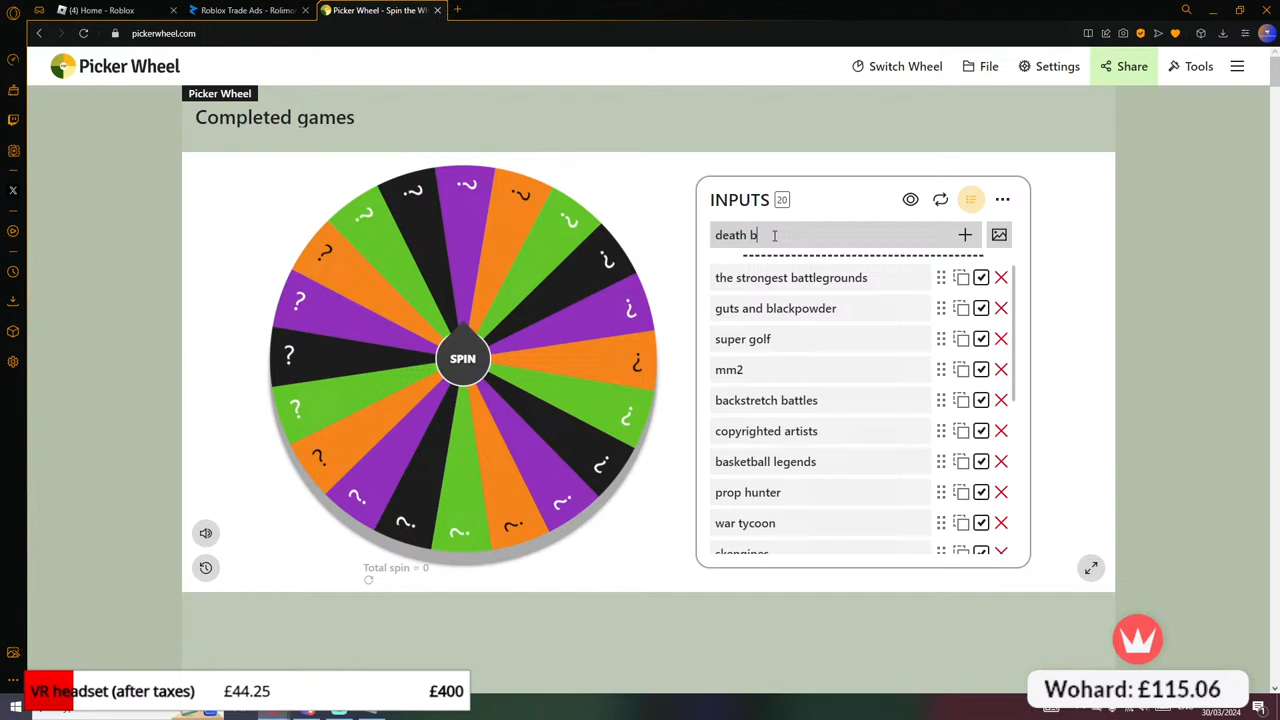 (4) Home - Roblox
Roblox Trade Ads - Rolimo
Picker Wheel - Spin the Wh
pickerwheel.com
Picker Wheel
Switch Wheel
File
Settings
Share
Tools
Picker Wheel
Completed games
? ? ? ? ? ? ? ? ? ? ? ? ? ? ? ? ? ? ? ?
SPIN
Total spin = 0
INPUTS 20
death b
the strongest battlegrounds
guts and blackpowder
super golf
mm2
backstretch battles
copyrighted artists
basketball legends
prop hunter
war tycoon
skengines
VR headset (after taxes) £44.25 £400
Wohard: £115.06
30/03/2024